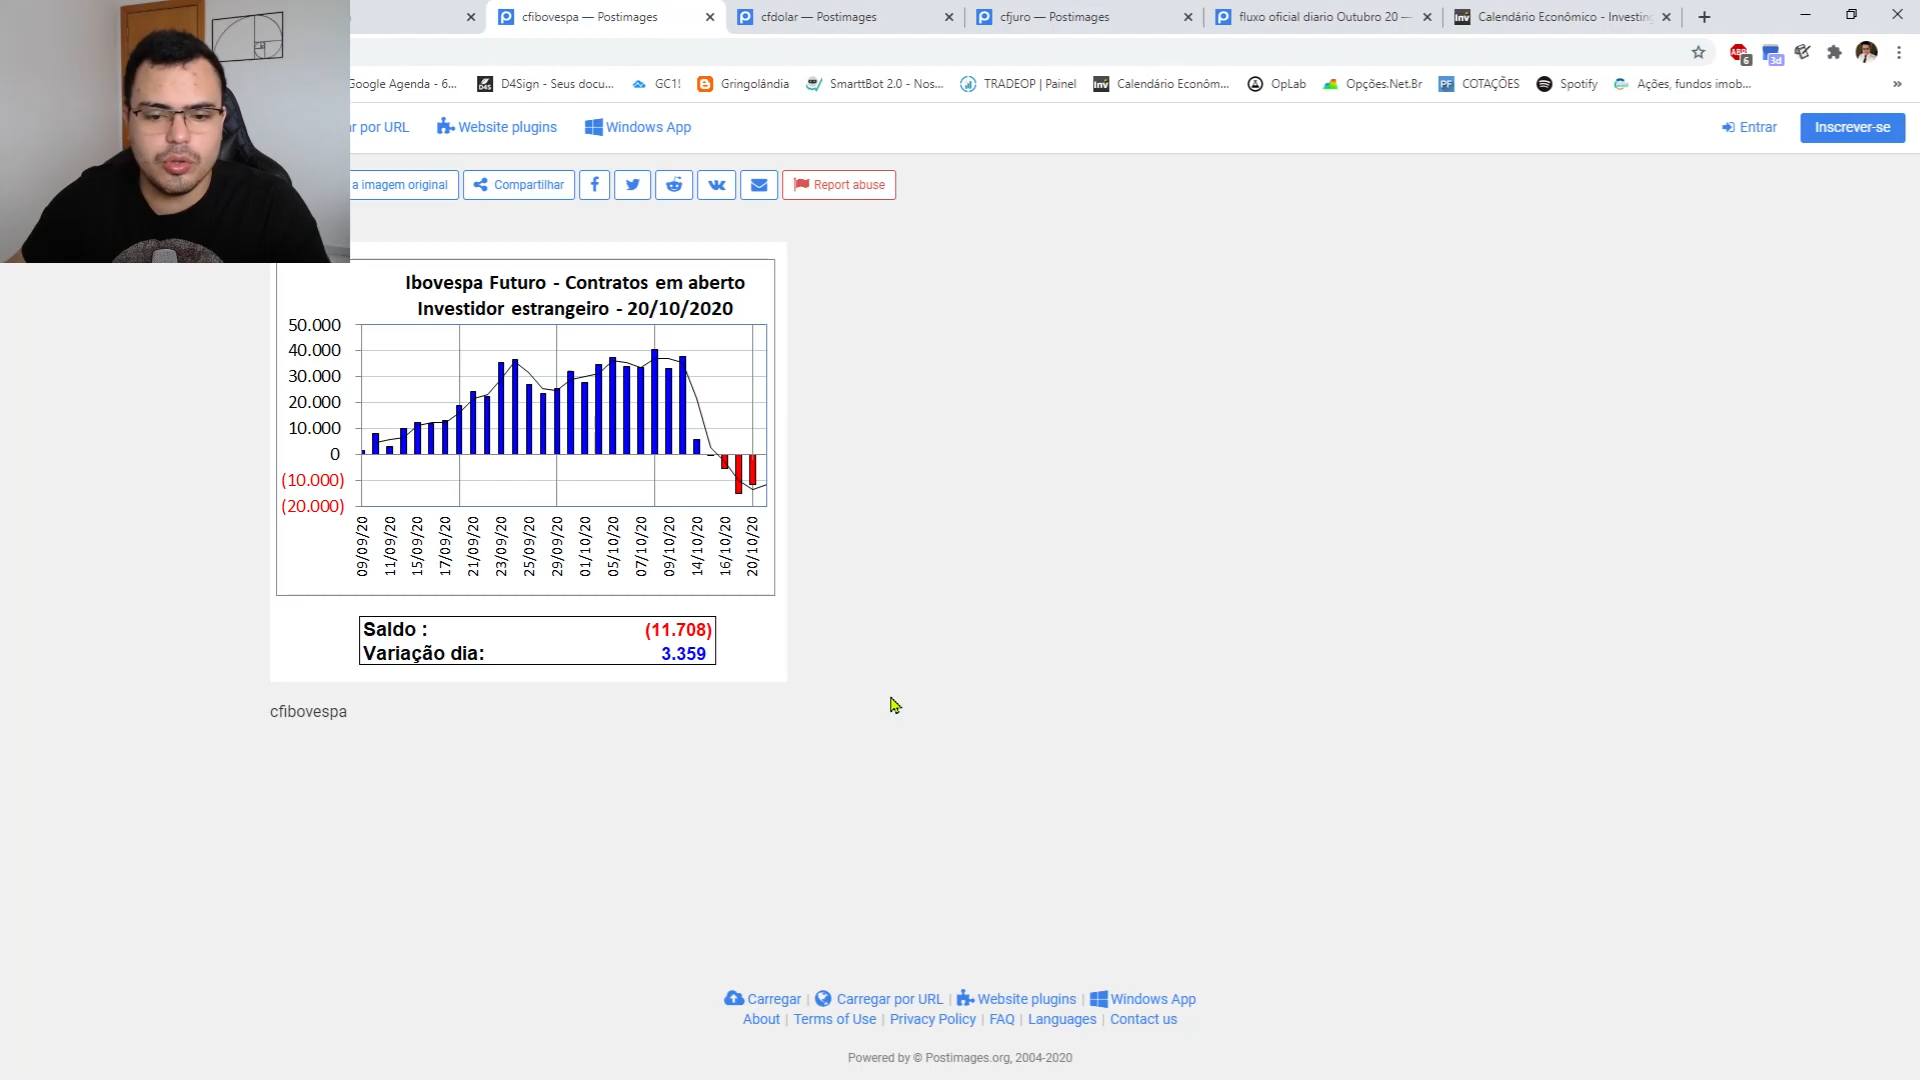 cfibovespa — Postimages
cfdolar — Postimages
cfjuro — Postimages
fluxo oficial diario Outubro 20 —
Calendário Econômico - Investing
6
3d
Google Agenda - 6...
D4Sign - Seus docu...
GC1!
Gringolândia
SmarttBot 2.0 - Nos...
TRADEOP | Painel
Calendário Econôm...
OpLab
Opções.Net.Br
COTAÇÕES
Spotify
Ações, fundos imob...
ar por URL
Website plugins
Windows App
Entrar
Inscrever-se
a imagem original
Compartilhar
Report abuse
Ibovespa Futuro - Contratos em aberto
Investidor estrangeiro - 20/10/2020
50.000
40.000
30.000
20.000
10.000
0
(10.000)
(20.000)
09/09/20
11/09/20
15/09/20
17/09/20
21/09/20
23/09/20
25/09/20
29/09/20
01/10/20
05/10/20
07/10/20
09/10/20
14/10/20
16/10/20
20/10/20
Saldo : (11.708)
Variação dia: 3.359
cfibovespa
Carregar | Carregar por URL | Website plugins | Windows App
About | Terms of Use | Privacy Policy | FAQ | Languages | Contact us
Powered by © Postimages.org, 2004-2020